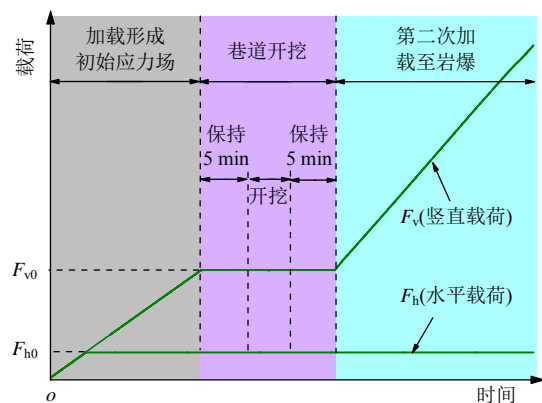 加载形成
初始应力场
巷道开挖
第二次加
载至岩爆
载荷
保持
5 min
保持
5 min
开挖
Fv(竖直载荷)
Fv0
Fh(水平载荷)
Fh0
o
时间